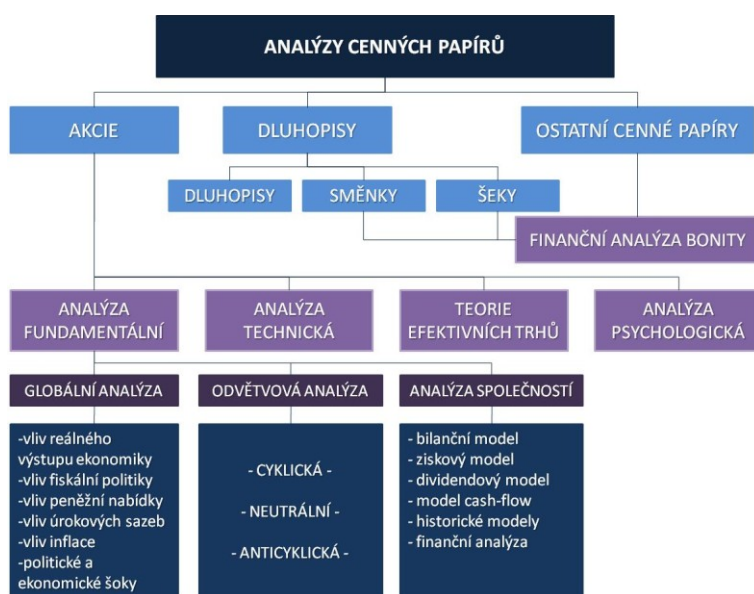 ANALÝZY CENNÝCH PAPÍRŮ
AKCIE
DLUHOPISY
OSTATNÍ CENNÉ PAPÍRY
DLUHOPISY
SMĚNKY
ŠEKY
FINANČNÍ ANALÝZA BONITY
ANALÝZA
FUNDAMENTÁLNÍ
ANALÝZA
TECHNICKÁ
TEORIE
EFEKTIVNÍCH TRHŮ
ANALÝZA
PSYCHOLOGICKÁ
GLOBÁLNÍ ANALÝZA
ODVĚTVOVÁ ANALÝZA
ANALÝZA SPOLEČNOSTÍ
-vliv reálného
výstupu ekonomiky
-vliv fiskální politiky
-vliv peněžní nabídky
-vliv úrokových sazeb
-vliv inflace
-politické a
ekonomické šoky
- CYKLICKÁ -
- NEUTRÁLNÍ -
- ANTICYKLICKÁ -
- bilanční model
- ziskový model
- dividendový model
- model cash-flow
- historické modely
- finanční analýza